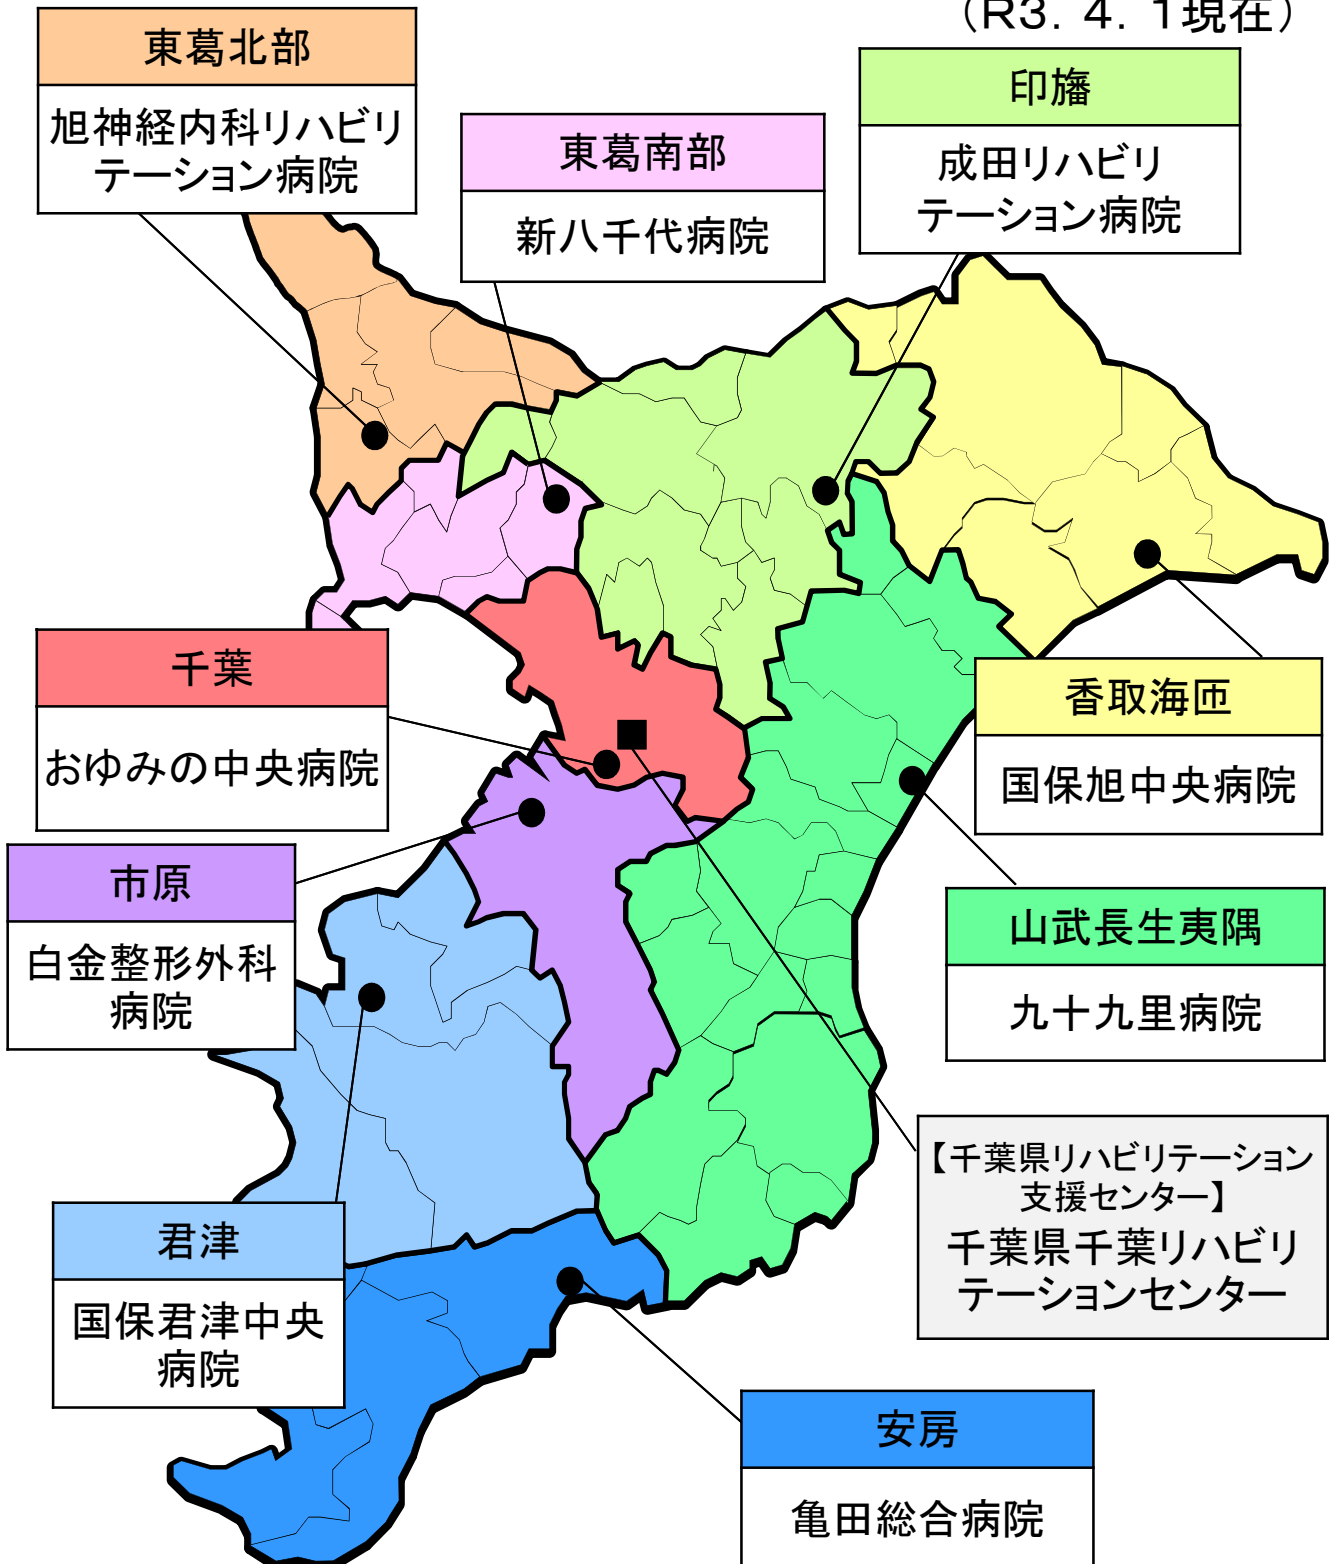 （R3．4．1現在）
東葛北部
旭神経内科リハビリ
テーション病院
東葛南部
新八千代病院
印旛
成田リハビリ
テーション病院
千葉
おゆみの中央病院
香取海匝
国保旭中央病院
市原
白金整形外科
病院
山武長生夷隅
九十九里病院
【千葉県リハビリテーション
支援センター】
千葉県千葉リハビリ
テーションセンター
君津
国保君津中央
病院
安房
亀田総合病院